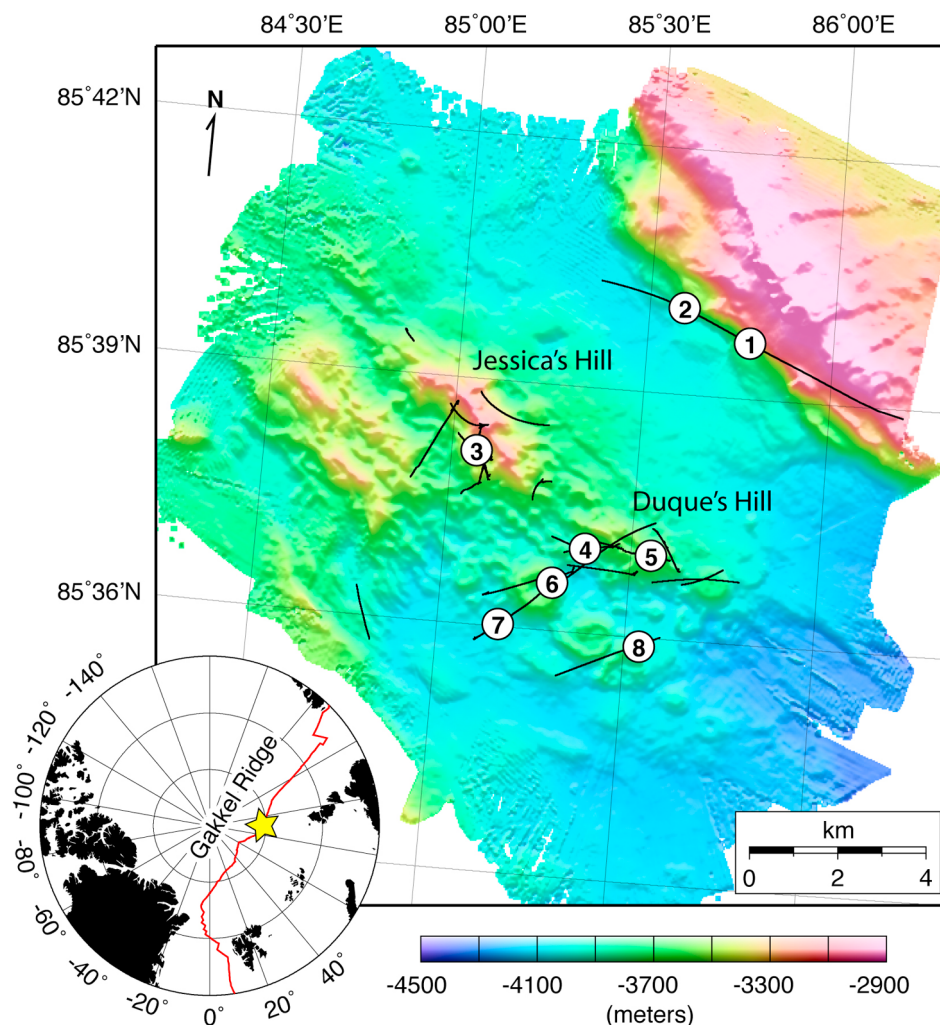 84˚30'E 85˚00'E 85˚30'E 86˚00'E
85˚42'N
N
2
1
85˚39'N
Jessica's Hill
3
Duque's Hill
4
5
85˚36'N
6
7
8
-140˚
-120˚
-100˚
-80˚
-60˚
-40˚
-20˚
0˚
20˚
40˚
Gakkel Ridge
km
0 2 4
-4500 -4100 -3700 -3300 -2900
(meters)